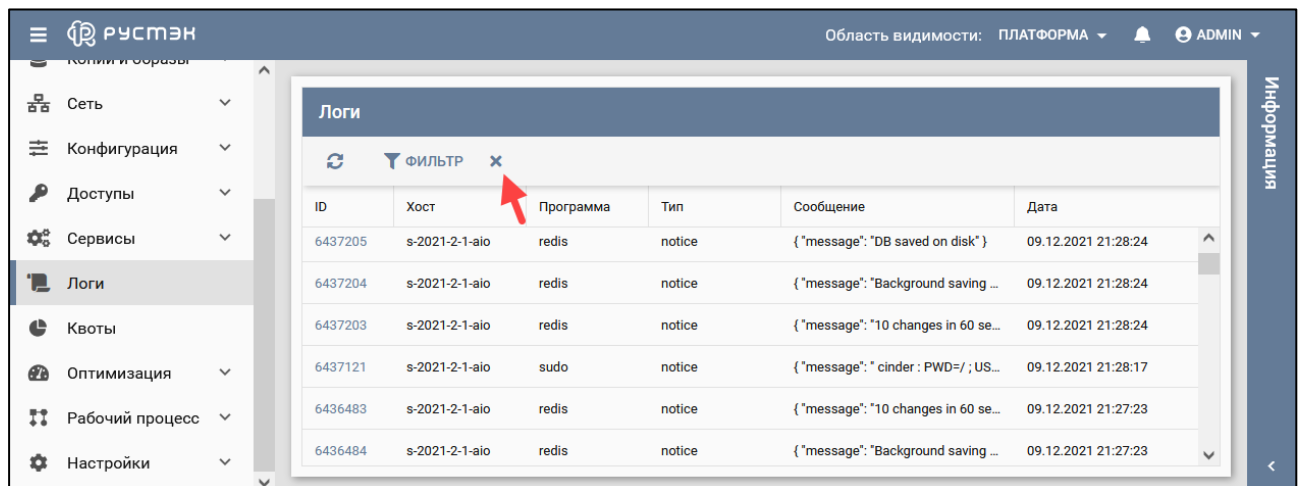 РУСТЭК
Область видимости: ПЛАТФОРМА
ADMIN
Копии и образы
Сеть
Конфигурация
Доступы
Сервисы
Логи
Квоты
Оптимизация
Рабочий процесс
Настройки
Логи
ФИЛЬТР
ID Хост Программа Тип Сообщение Дата
6437205 s-2021-2-1-aio redis notice { "message": "DB saved on disk" } 09.12.2021 21:28:24
6437204 s-2021-2-1-aio redis notice { "message": "Background saving ... 09.12.2021 21:28:24
6437203 s-2021-2-1-aio redis notice { "message": "10 changes in 60 se... 09.12.2021 21:28:24
6437121 s-2021-2-1-aio sudo notice { "message": " cinder : PWD=/ ; US... 09.12.2021 21:28:17
6436483 s-2021-2-1-aio redis notice { "message": "10 changes in 60 se... 09.12.2021 21:27:23
6436484 s-2021-2-1-aio redis notice { "message": "Background saving ... 09.12.2021 21:27:23
Информация